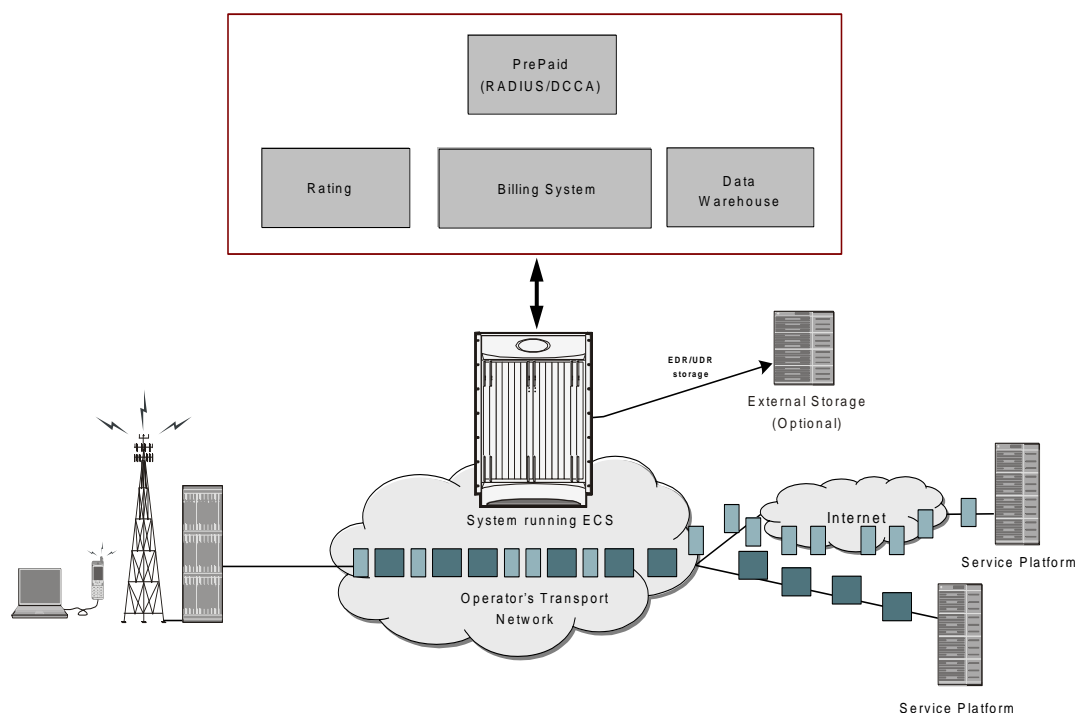 PrePaid
(RADIUS/DCCA)
Rating
Billing System
Data
Warehouse
EDR/UDR
storage
External Storage
(Optional)
System running ECS
Internet
Service Platform
Operator's Transport
Network
Service Platform